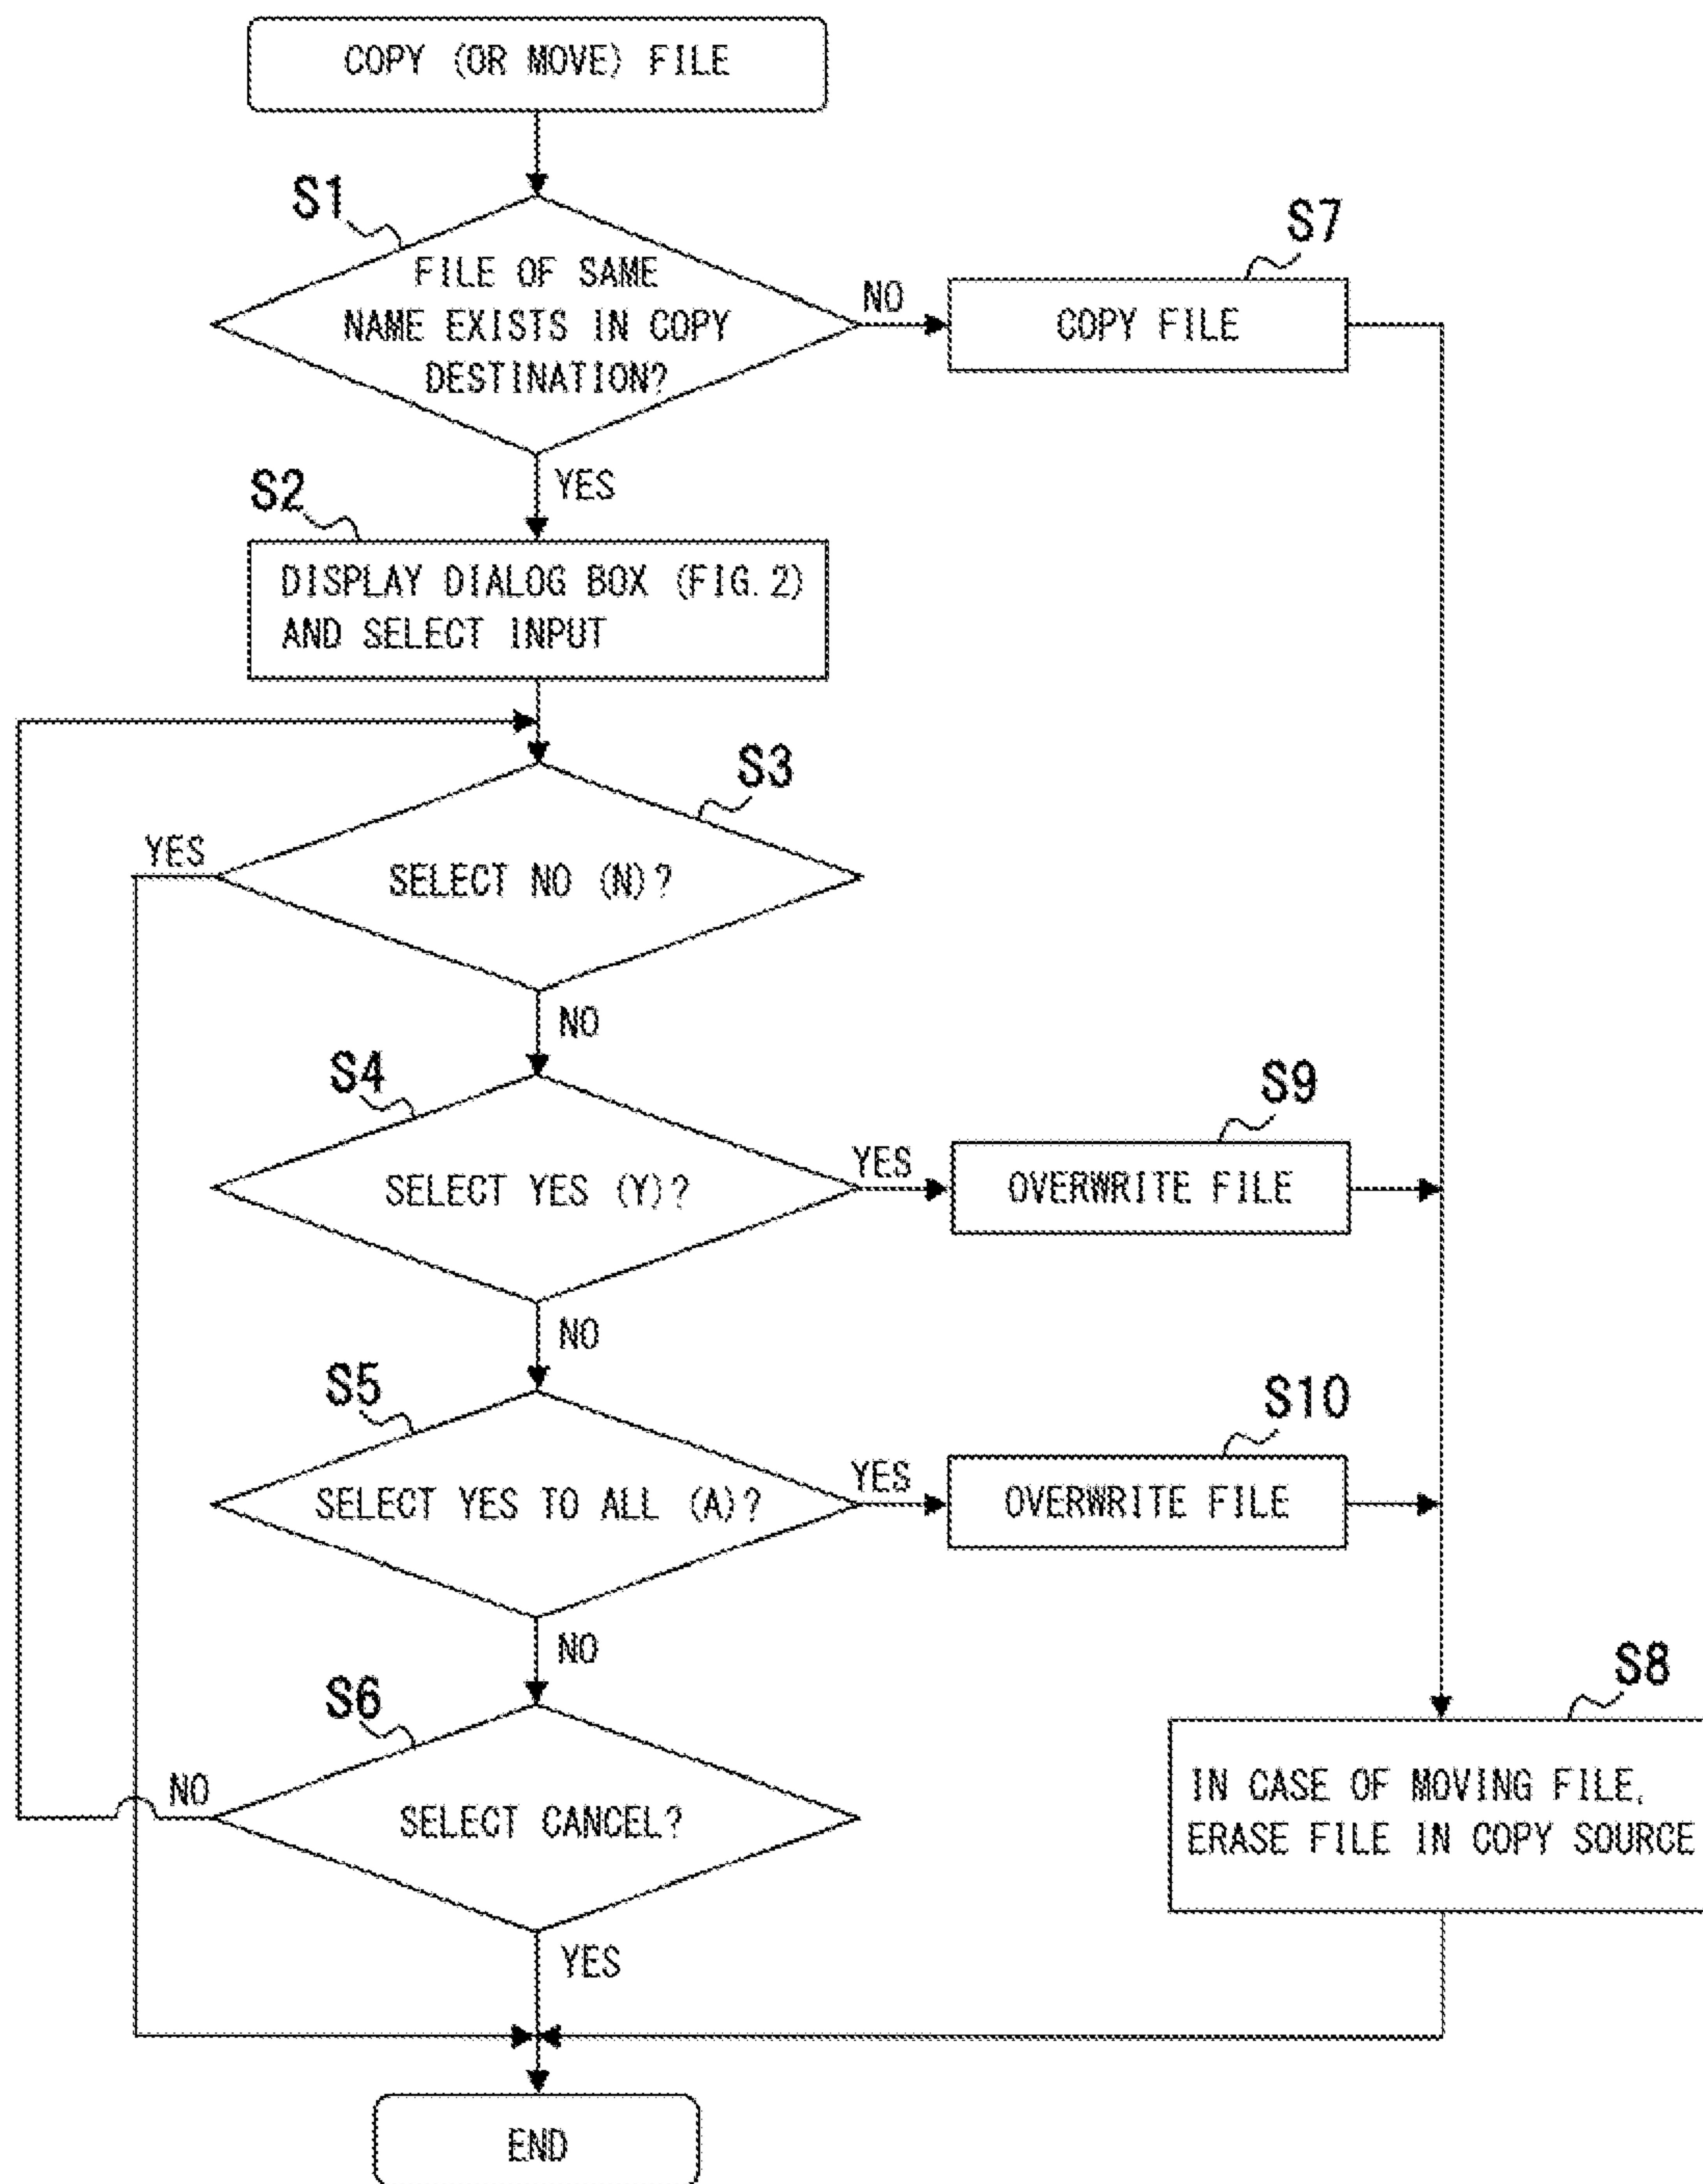 COPY (OR MOVE) FILE
S1
FILE OF SAME
NAME EXISTS IN COPY
DESTINATION?
NO
S7
COPY FILE
YES
S2
DISPLAY DIALOG BOX (FIG. 2)
AND SELECT INPUT
S3
YES
SELECT NO (N)?
NO
S4
SELECT YES (Y)?
YES
S9
OVERWRITE FILE
NO
S5
SELECT YES TO ALL (A)?
YES
S10
OVERWRITE FILE
NO
S6
NO
SELECT CANCEL?
S8
IN CASE OF MOVING FILE,
ERASE FILE IN COPY SOURCE
YES
END